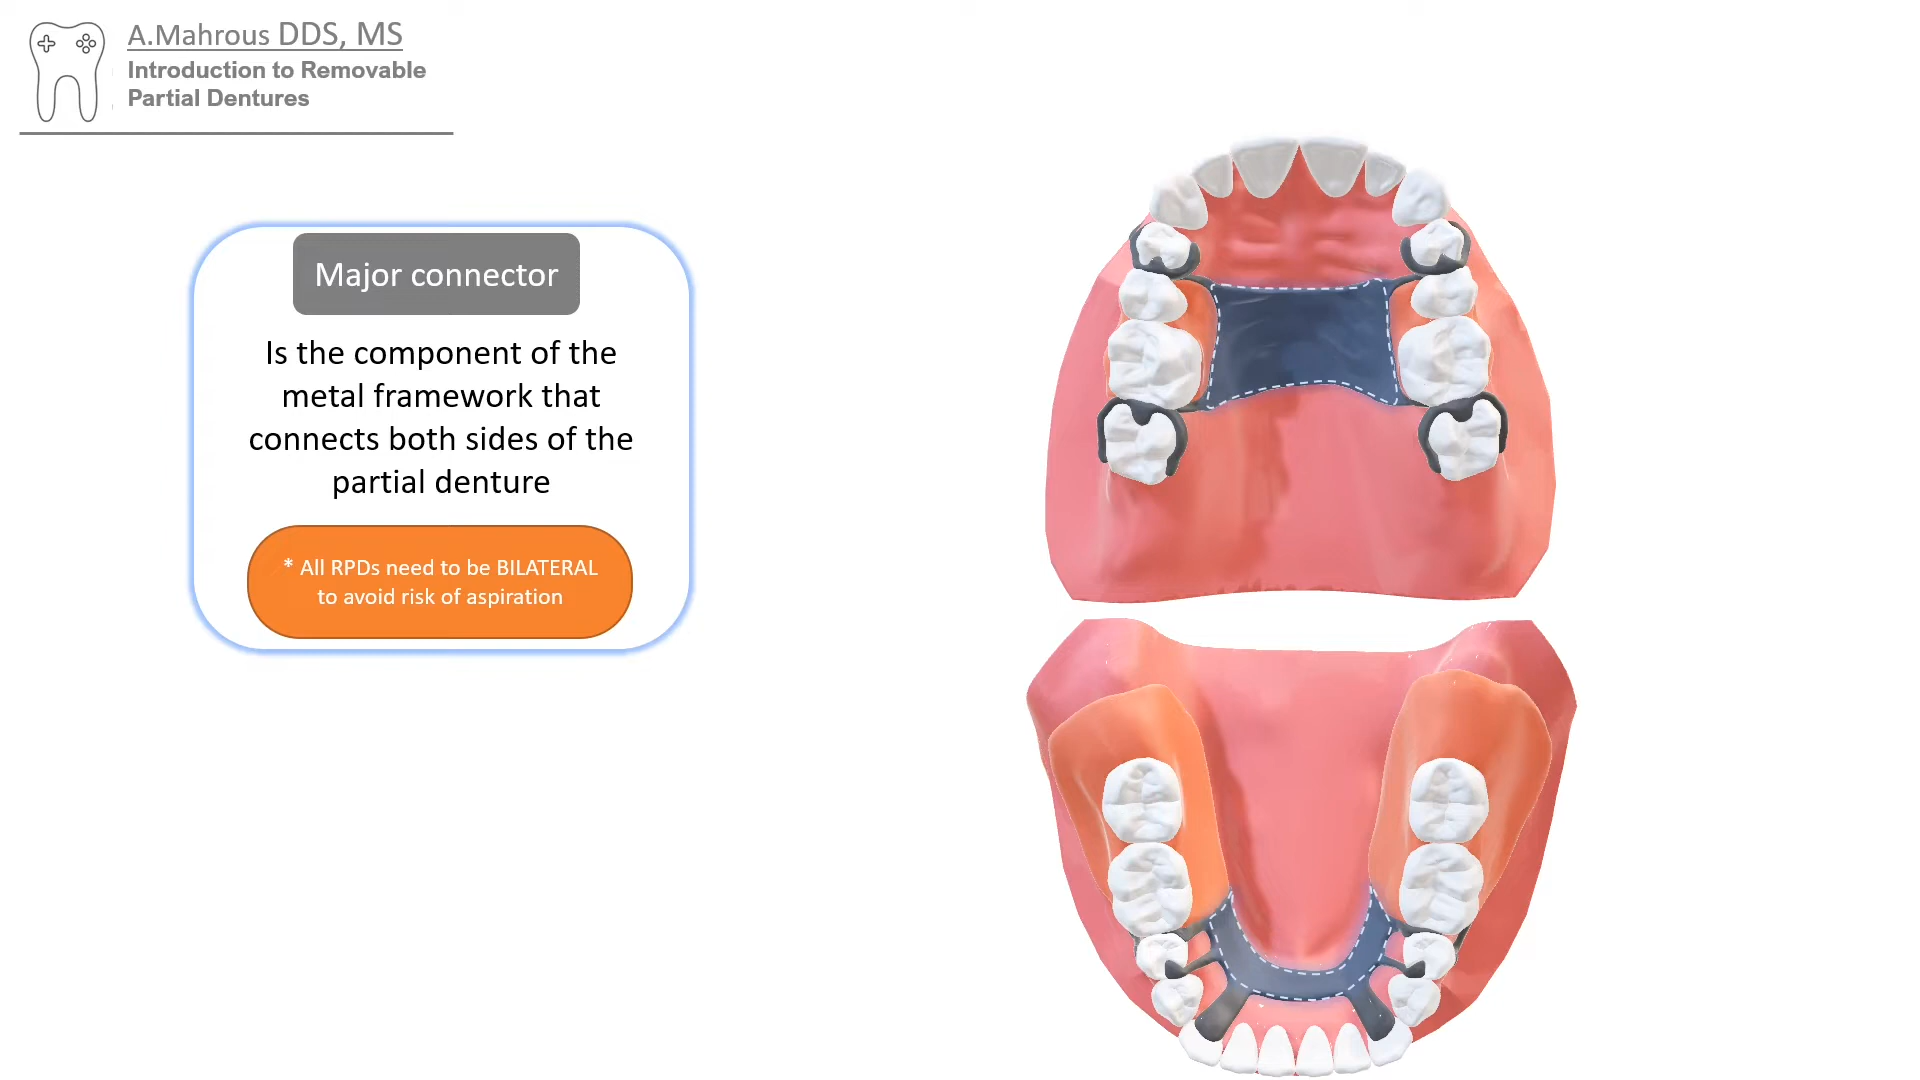 A.Mahrous DDS, MS
Introduction to Removable
Partial Dentures
Major connector
Is the component of the
metal framework that
connects both sides of the
partial denture
* All RPDs need to be BILATERAL
to avoid risk of aspiration